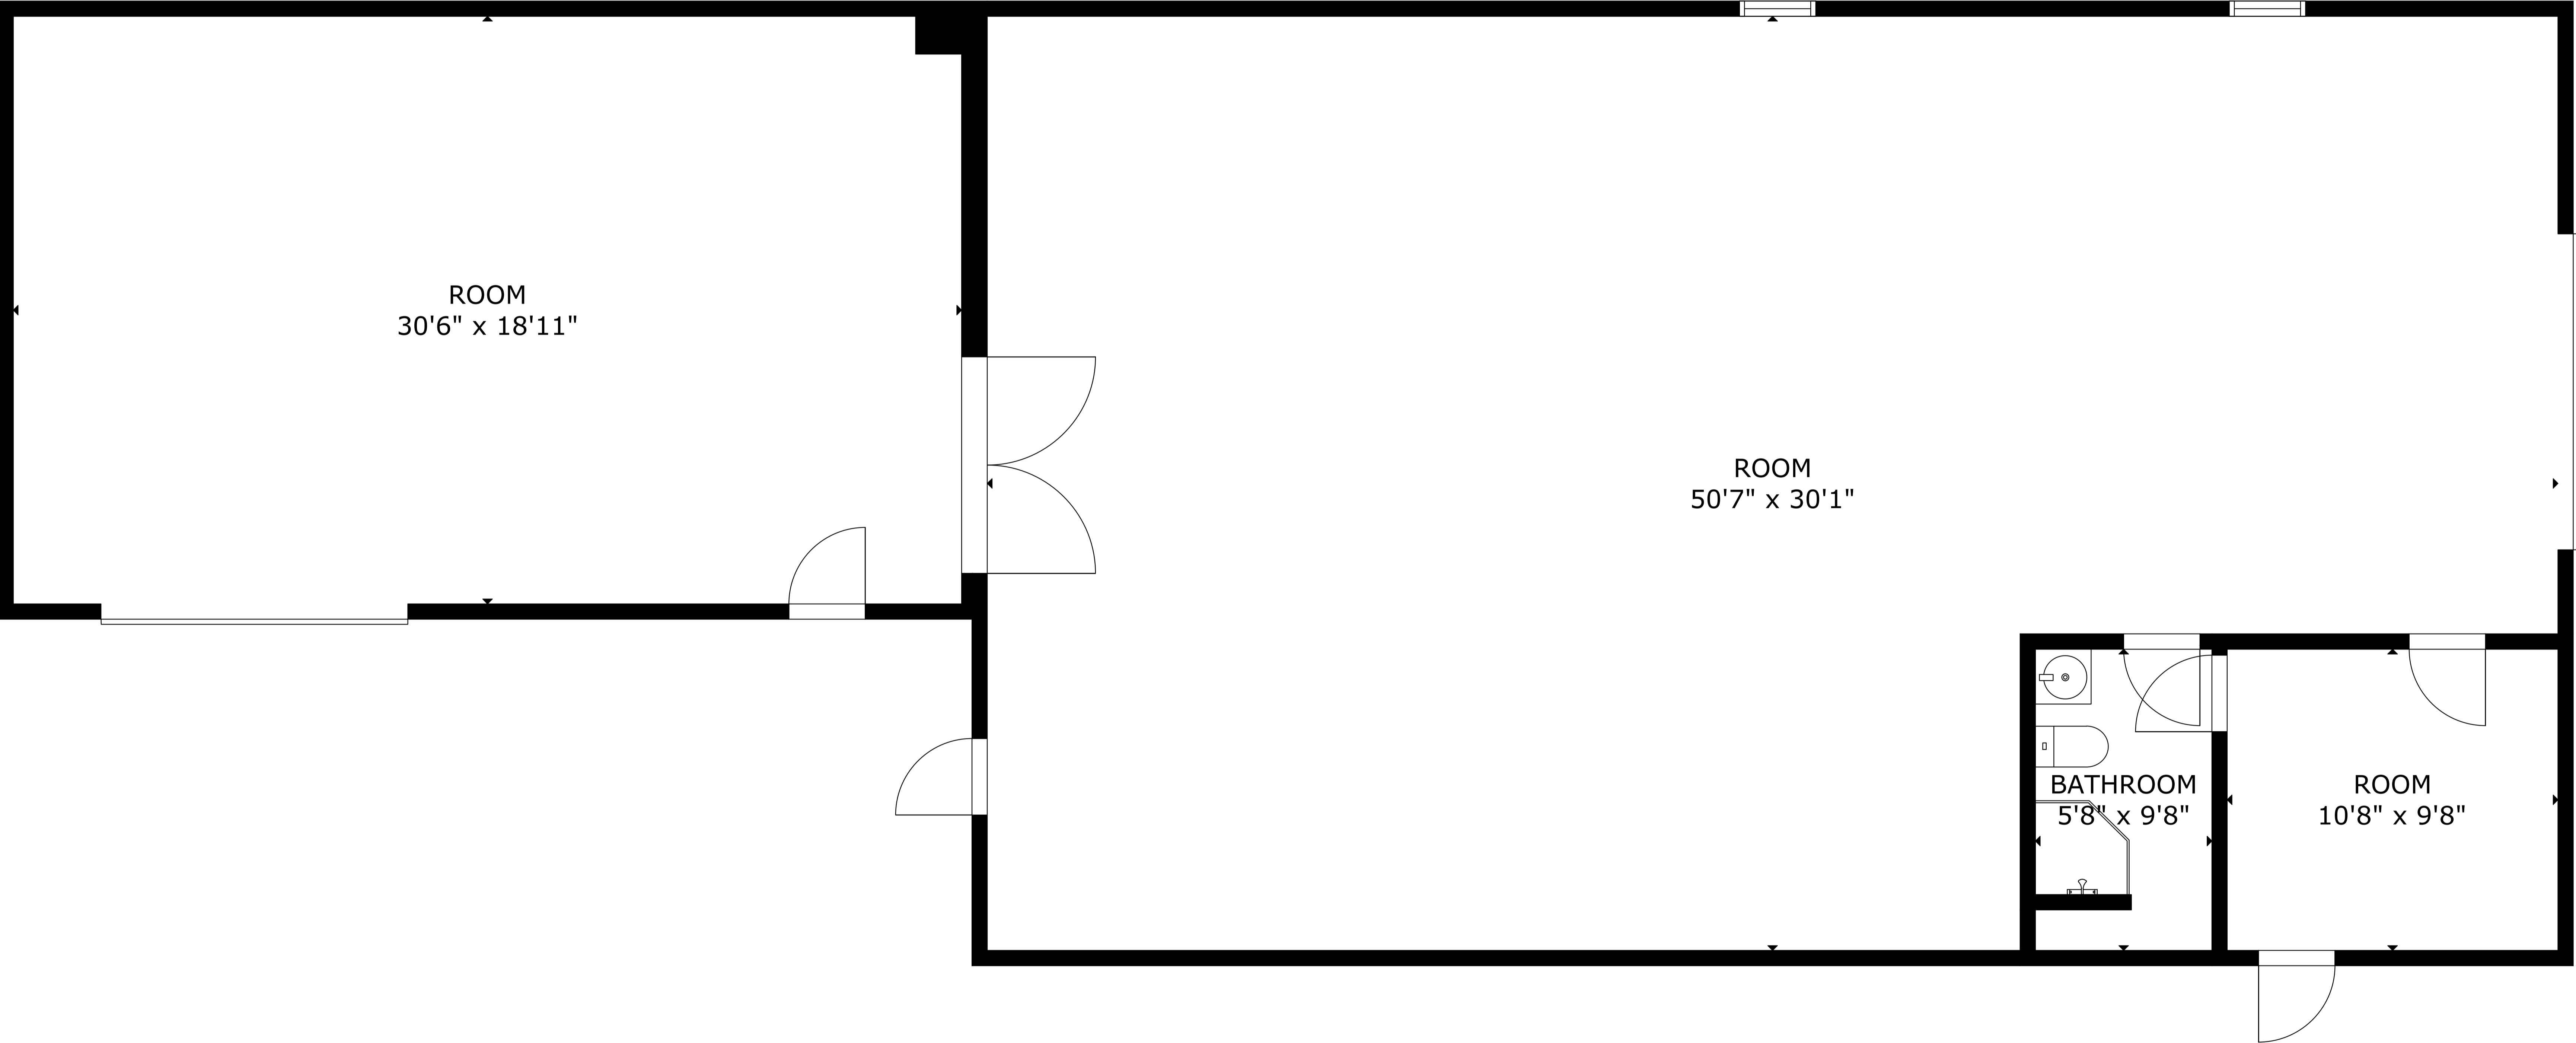 ROOM
30'6" x 18'11"
ROOM
50'7" x 30'1"
BATHROOM
5'8" x 9'8"
ROOM
10'8" x 9'8"